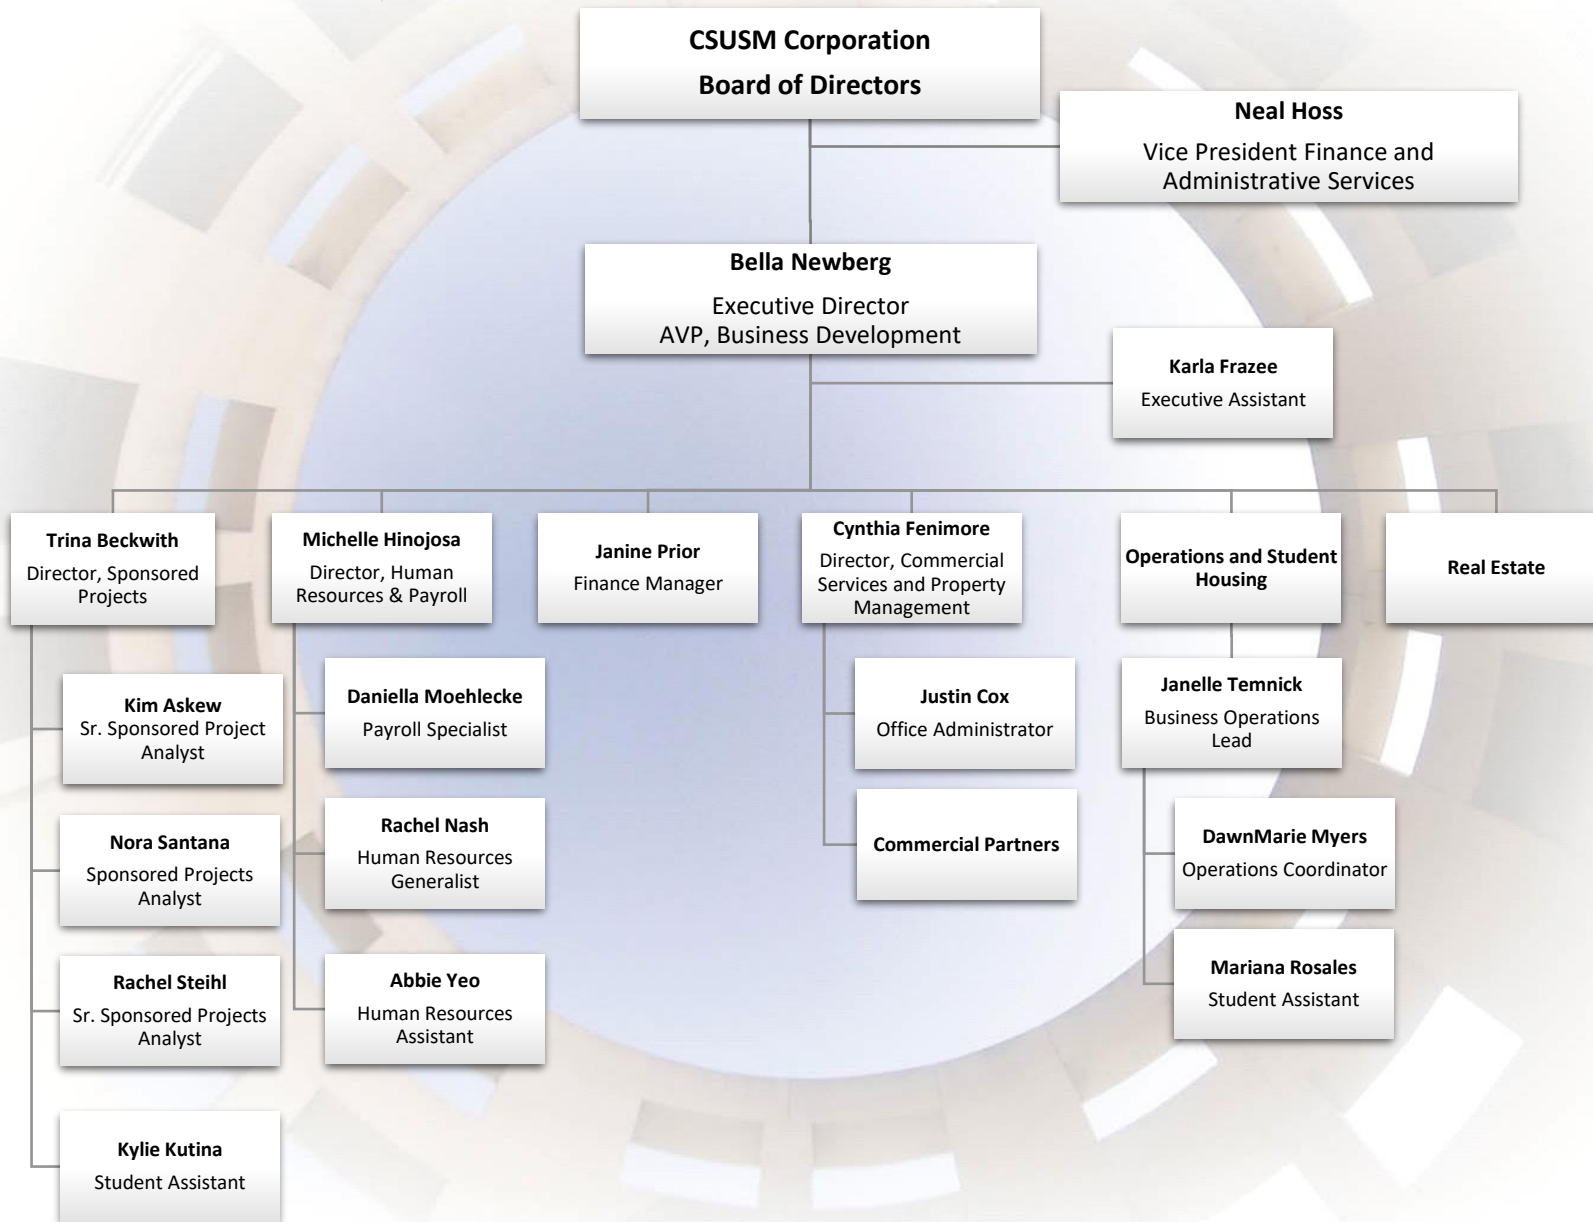 CSUSM Corporation
Board of Directors
Neal Hoss
Vice President Finance and
Administrative Services
Bella Newberg
Executive Director
AVP, Business Development
Karla Frazee
Executive Assistant
Trina Beckwith
Director, Sponsored
Projects
Michelle Hinojosa
Director, Human
Resources & Payroll
Janine Prior
Finance Manager
Cynthia Fenimore
Director, Commercial
Services and Property
Management
Operations and Student
Housing
Real Estate
Kim Askew
Sr. Sponsored Project
Analyst
Nora Santana
Sponsored Projects
Analyst
Rachel Steihl
Sr. Sponsored Projects
Analyst
Kylie Kutina
Student Assistant
Daniella Moehlecke
Payroll Specialist
Rachel Nash
Human Resources
Generalist
Abbie Yeo
Human Resources
Assistant
Justin Cox
Office Administrator
Commercial Partners
Janelle Temnick
Business Operations
Lead
DawnMarie Myers
Operations Coordinator
Mariana Rosales
Student Assistant